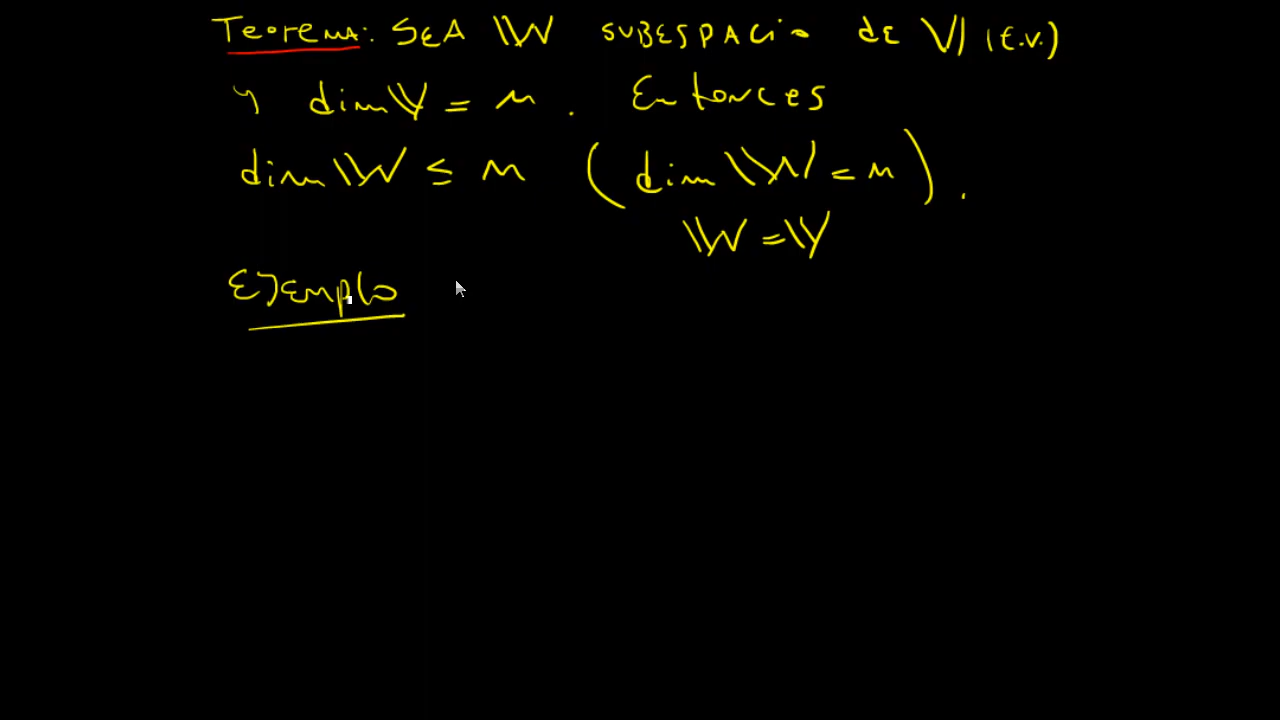 Teorema: SEA W SUBESPACIO de V (E.V.)
y dim V = n. Entonces
dim W ≤ n (dim W = n).
W = V
Ejemplo